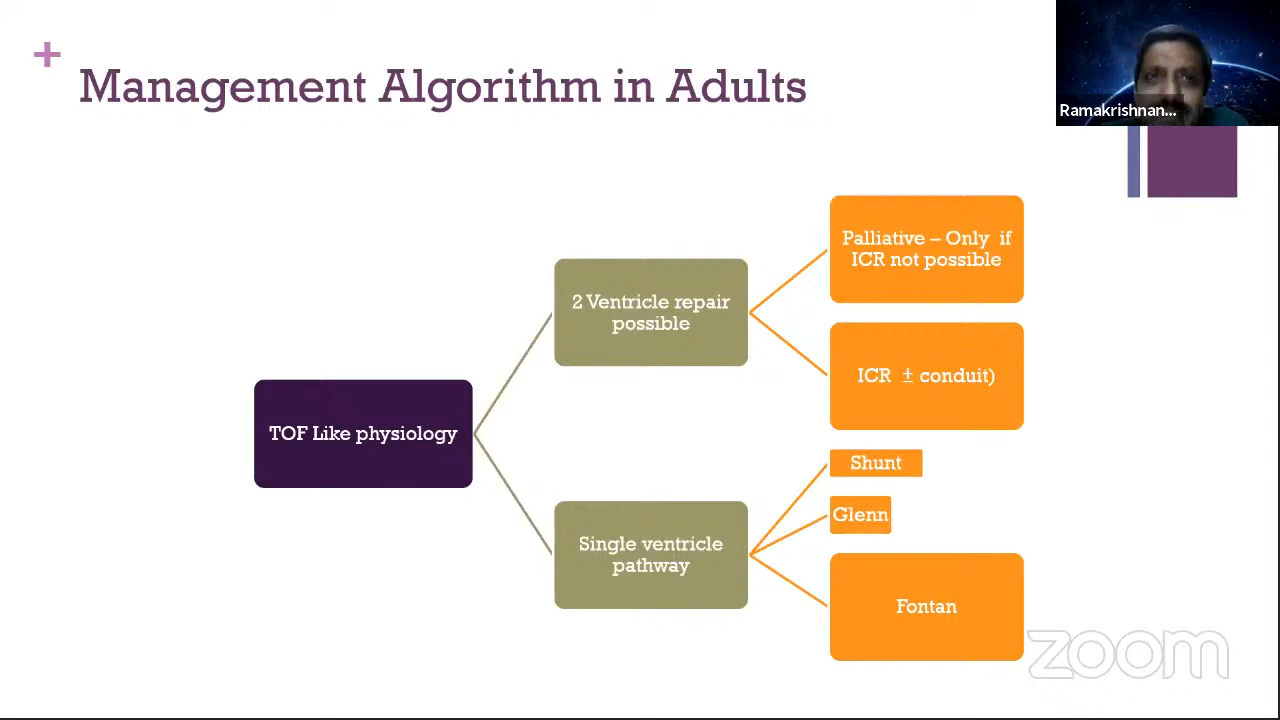 +
Management Algorithm in Adults
Ramakrishnan...
Palliative – Only if
ICR not possible
2 Ventricle repair
possible
ICR ± conduit)
TOF Like physiology
Shunt
Glenn
Single ventricle
pathway
Fontan
zoom